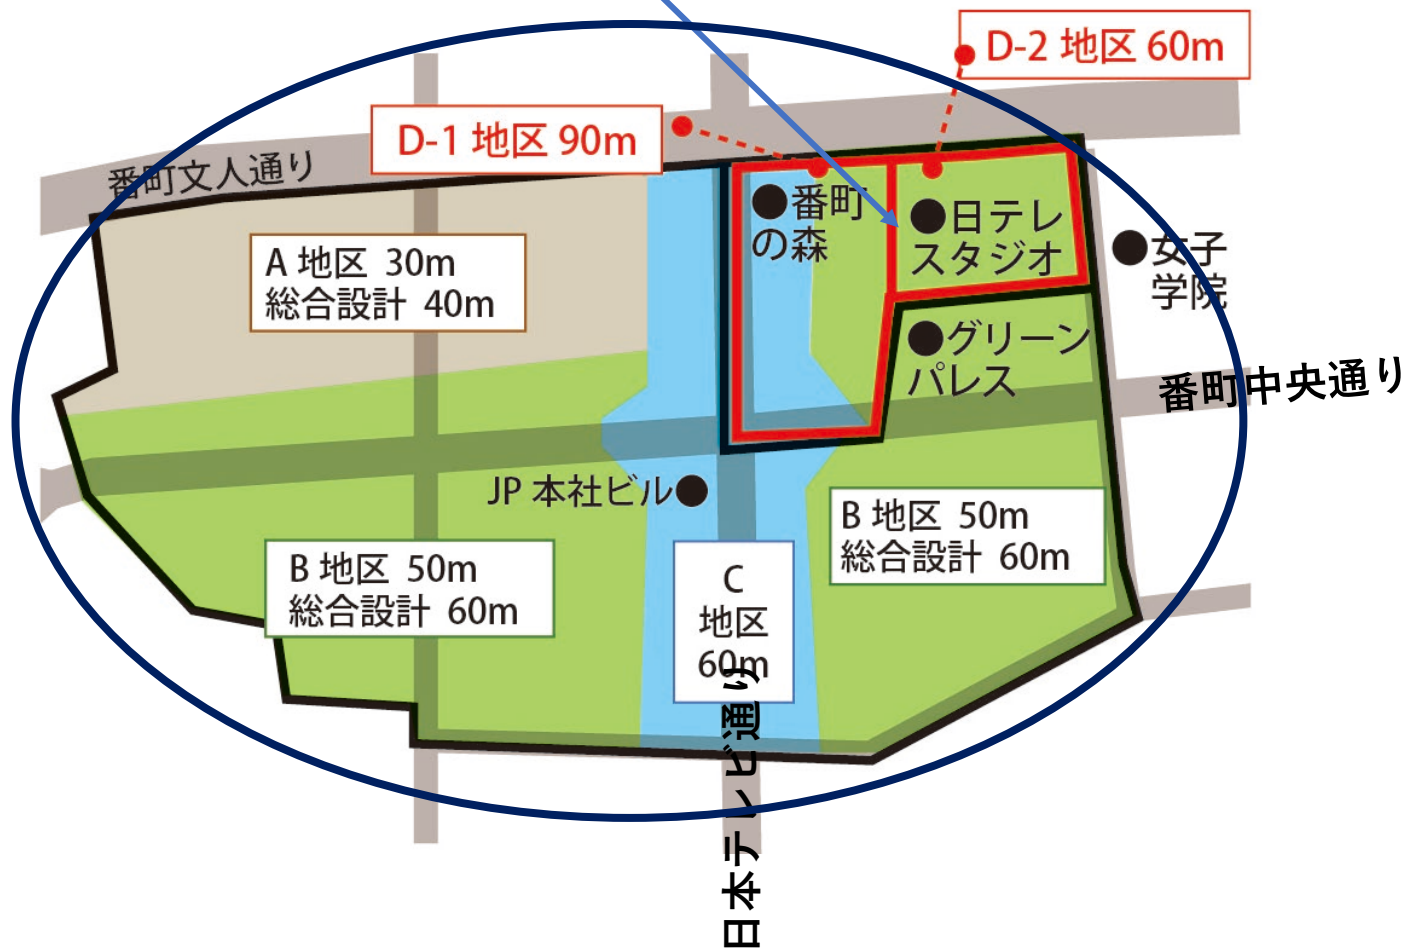 D-2 地区 60m
D-1 地区 90m
番町文人通り
●番町
の森
●日テレ
スタジオ
●女子
学院
A 地区 30m
総合設計 40m
●グリーン
パレス
番町中央通り
JP 本社ビル●
B 地区 50m
総合設計 60m
B 地区 50m
総合設計 60m
C
地区
60m
日本テレビ通り